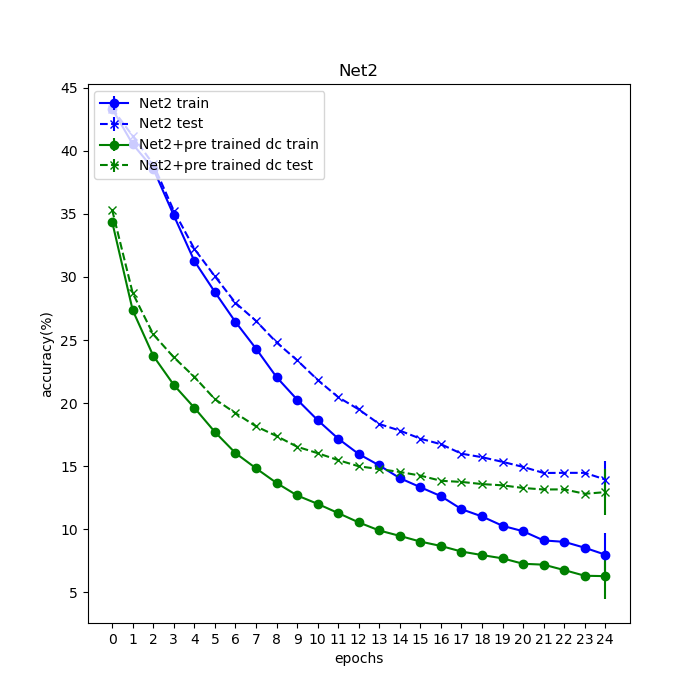 Net2
45
40
35
30
25
20
15
10
5
accuracy(%)
Net2 train
Net2 test
Net2+pre trained dc train
Net2+pre trained dc test
0 1 2 3 4 5 6 7 8 9 10 11 12 13 14 15 16 17 18 19 20 21 22 23 24
epochs